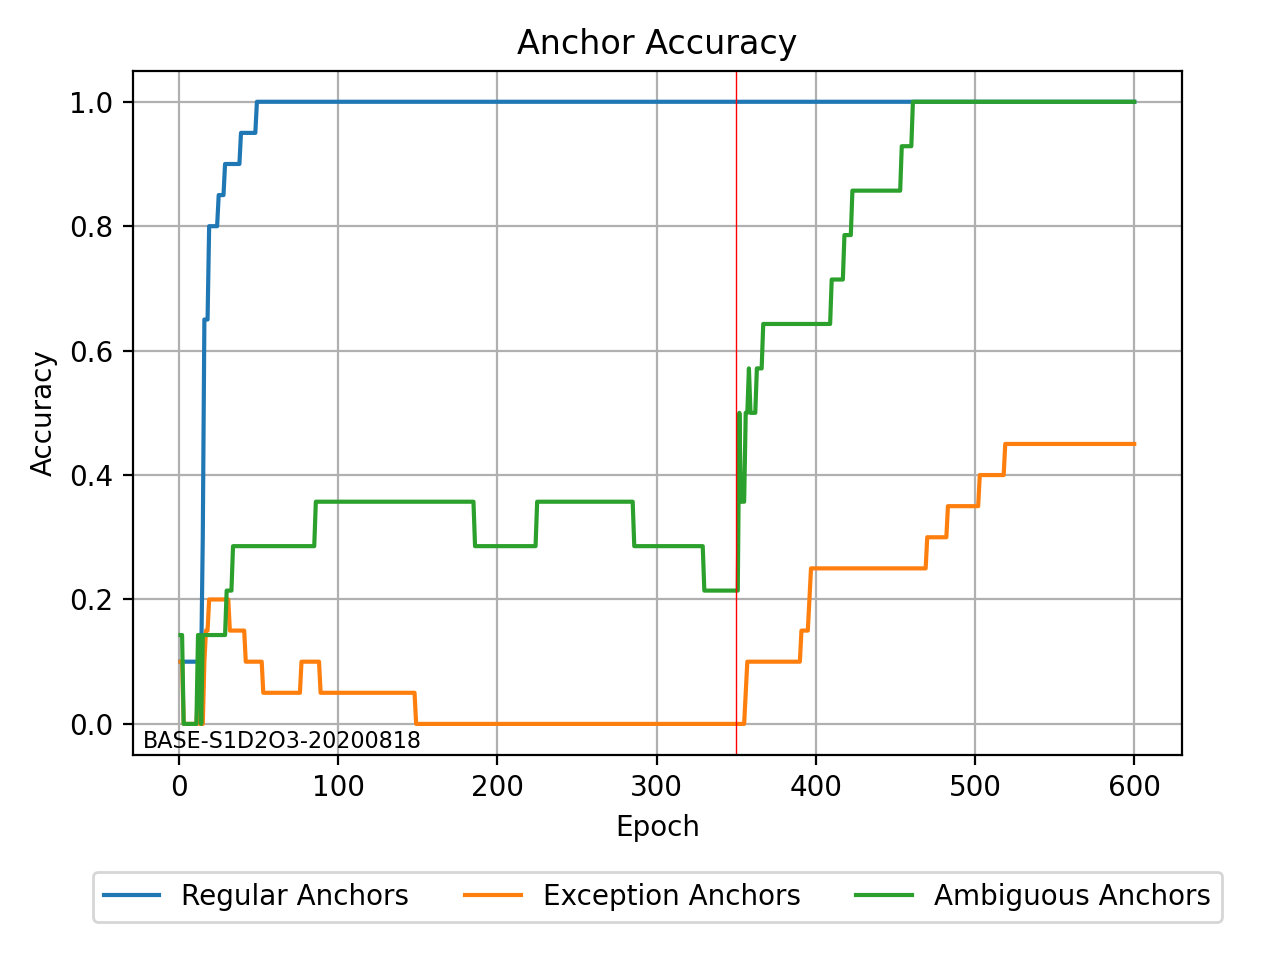 Anchor Accuracy
1.0
0.8
0.6
0.4
0.2
0.0
Accuracy
BASE-S1D2O3-20200818
0 100 200 300 400 500 600
Epoch
Regular Anchors Exception Anchors Ambiguous Anchors